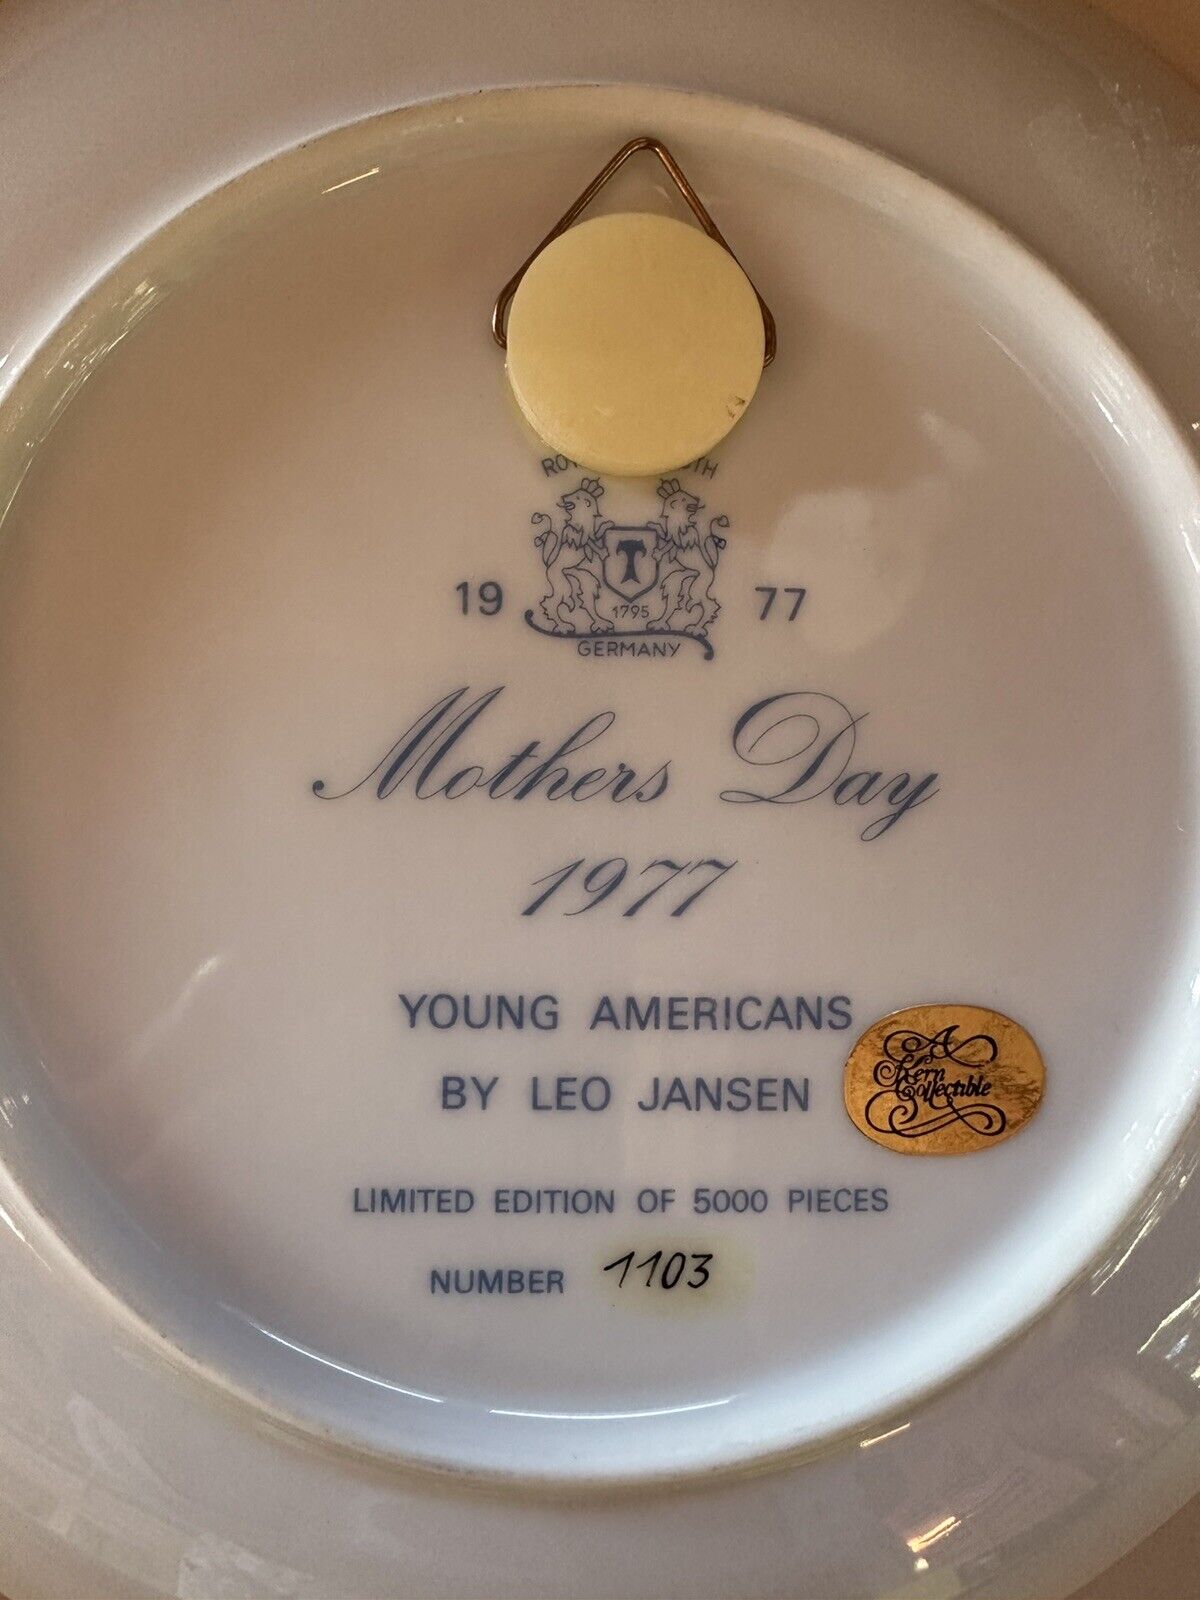 T
1795
19 77
GERMANY
Mothers Day
1977
YOUNG AMERICANS
BY LEO JANSEN
A
Kern
Collectible
LIMITED EDITION OF 5000 PIECES
NUMBER 1103